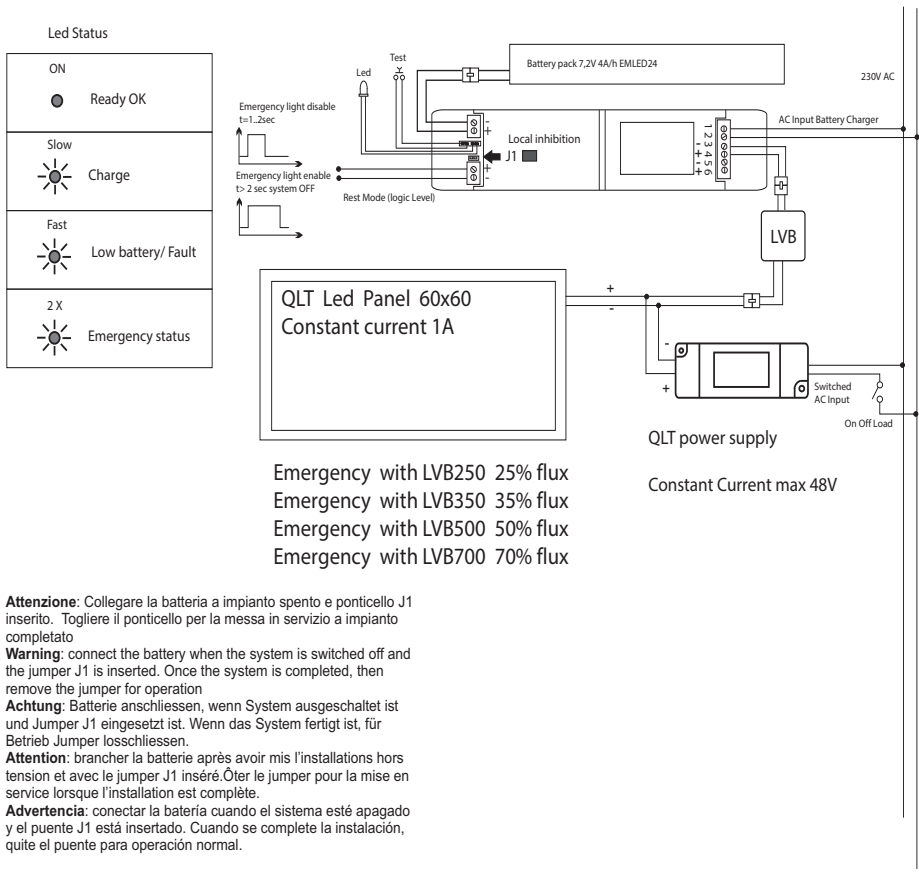 Led Status
ON
Ready OK
Slow
Charge
Fast
Low battery/ Fault
2 X
Emergency status
Test
Led
Battery pack 7,2V 4A/h EMLED24
230V AC
Emergency light disable
t=1..2sec
Emergency light enable
t> 2 sec system OFF
Rest Mode (logic Level)
-
+
Local inhibition
J1
+
-
1 2 3 4 5 6
- + - +
AC Input Battery Charger
LVB
QLT Led Panel 60x60
Constant current 1A
+
-
-
+
Switched
AC Input
On Off Load
QLT power supply
Constant Current max 48V
Emergency with LVB250 25% flux
Emergency with LVB350 35% flux
Emergency with LVB500 50% flux
Emergency with LVB700 70% flux
Attenzione: Collegare la batteria a impianto spento e ponticello J1
inserito. Togliere il ponticello per la messa in servizio a impianto
completato
Warning: connect the battery when the system is switched off and
the jumper J1 is inserted. Once the system is completed, then
remove the jumper for operation
Achtung: Batterie anschliessen, wenn System ausgeschaltet ist
und Jumper J1 eingesetzt ist. Wenn das System fertigt ist, für
Betrieb Jumper losschliessen.
Attention: brancher la batterie après avoir mis l'installations hors
tension et avec le jumper J1 inséré.Ôter le jumper pour la mise en
service lorsque l'installation est complète.
Advertencia: conectar la batería cuando el sistema esté apagado
y el puente J1 está insertado. Cuando se complete la instalación,
quite el puente para operación normal.